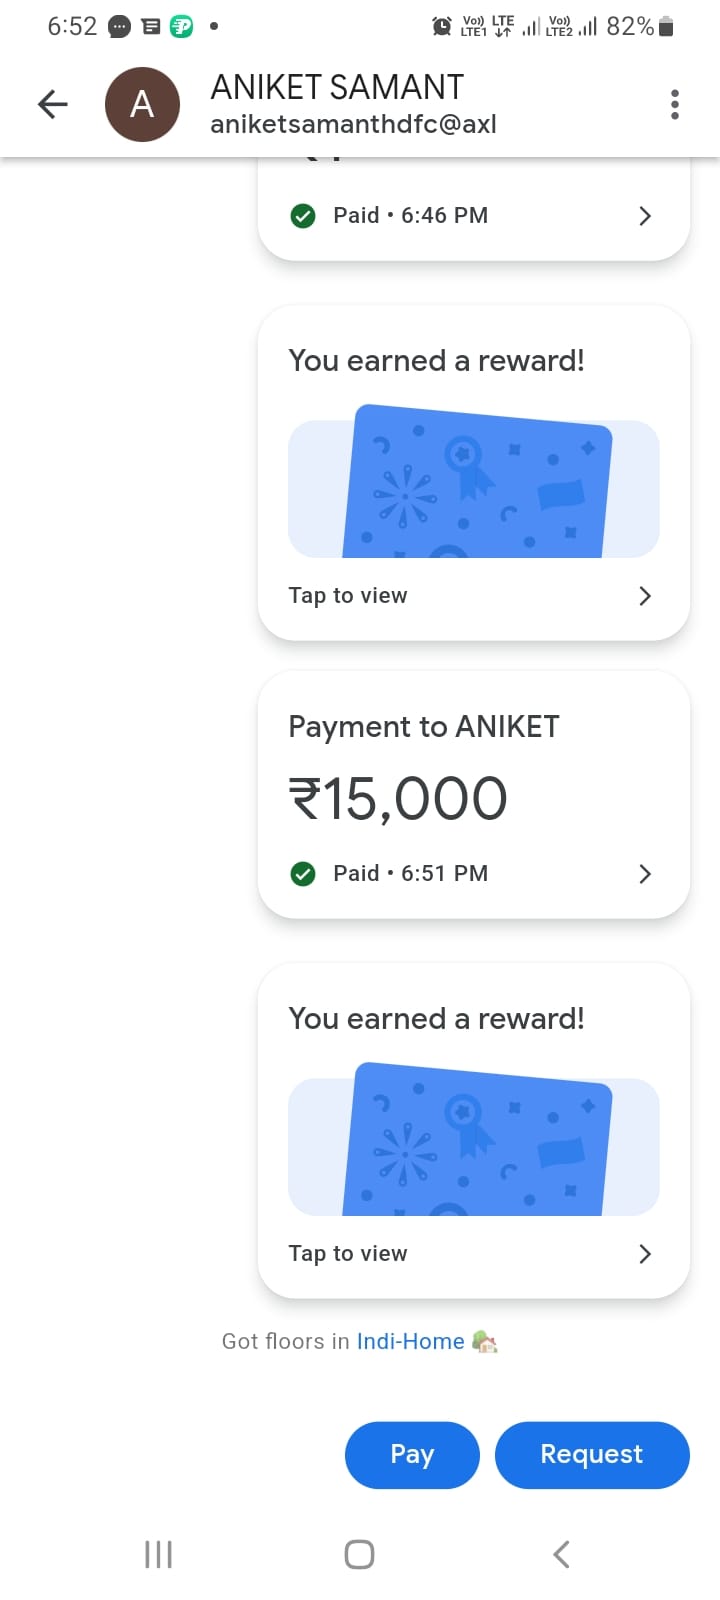 6:52
Vo)) LTE
LTE1
Vo))
LTE2
82%
A
ANIKET SAMANT
aniketsamanthdfc@axl
Paid • 6:46 PM
You earned a reward!
Tap to view
Payment to ANIKET
₹15,000
Paid • 6:51 PM
You earned a reward!
Tap to view
Got floors in Indi-Home 🏡
Pay
Request